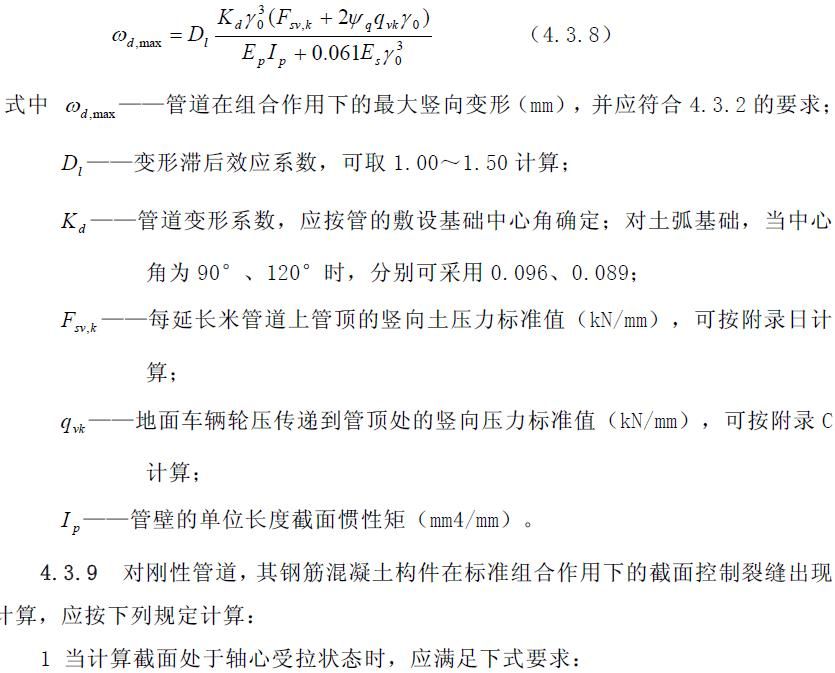 ω_{d,max} = D_l \frac{K_d γ_0^3 (F_{sv,k} + 2ψ_q q_{vk} γ_0)}{E_p I_p + 0.061E_s γ_0^3} （4.3.8）
式中 ω_{d,max}——管道在组合作用下的最大竖向变形（mm），并应符合 4.3.2 的要求；
D_l——变形滞后效应系数，可取 1.00～1.50 计算；
K_d——管道变形系数，应按管的敷设基础中心角确定；对土弧基础，当中心
角为 90°、120°时，分别可采用 0.096、0.089；
F_{sv,k}——每延长米管道上管顶的竖向土压力标准值（kN/mm），可按附录日计
算；
q_{vk}——地面车辆轮压传递到管顶处的竖向压力标准值（kN/mm），可按附录 C
计算；
I_p——管壁的单位长度截面惯性矩（mm4/mm）。
4.3.9 对刚性管道，其钢筋混凝土构件在标准组合作用下的截面控制裂缝出现
计算，应按下列规定计算：
1 当计算截面处于轴心受拉状态时，应满足下式要求：